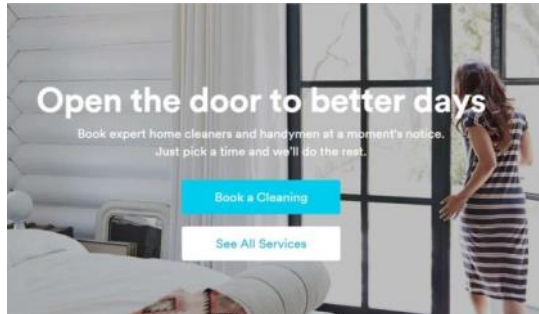 Open the door to better days
Book expert home cleaners and handymen at a moment's notice.
Just pick a time and we'll do the rest.
Book a Cleaning
See All Services